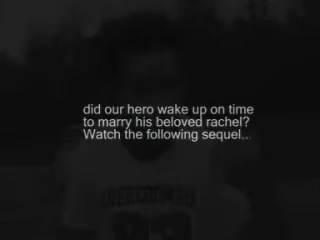 did our hero wake up on time
to marry his beloved rachel?
Watch the following sequel...